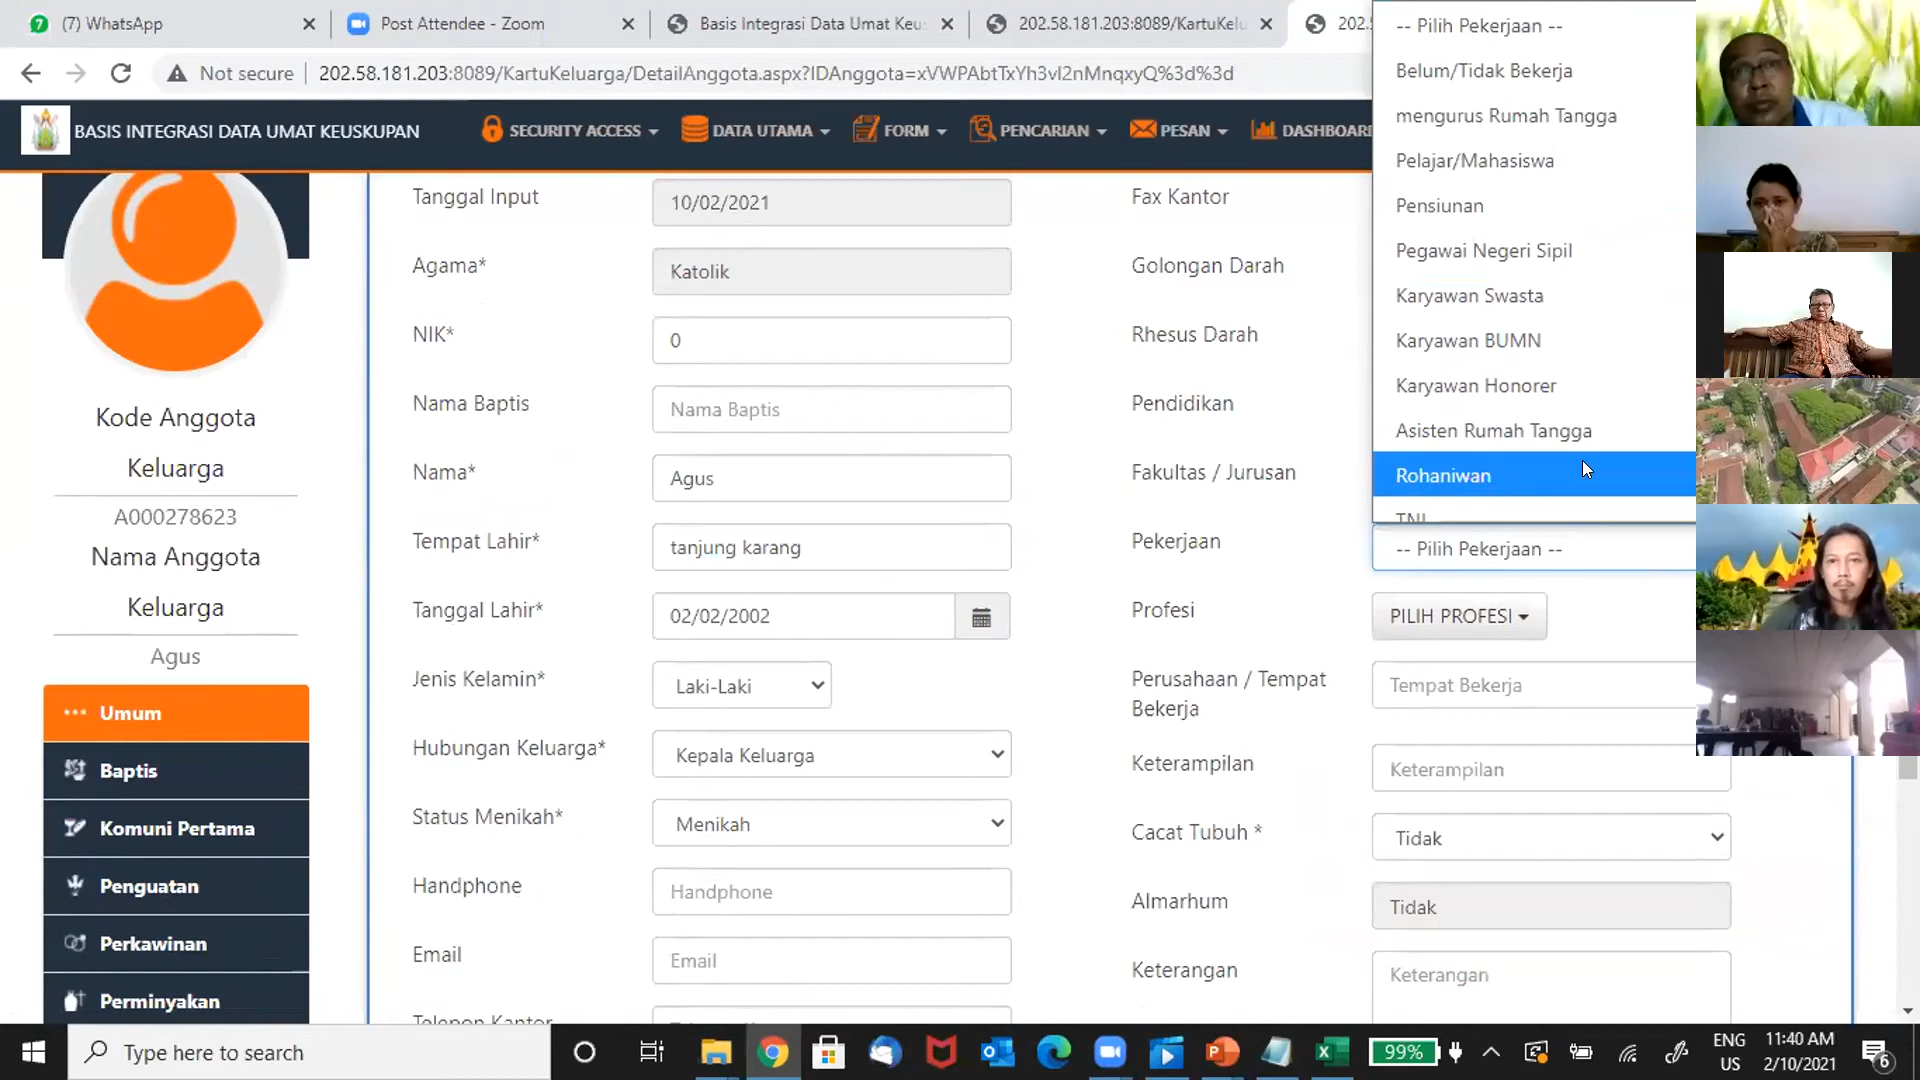 (7) WhatsApp
Post Attendee - Zoom
Basis Integrasi Data Umat Keus
202.58.181.203:8089/KartuKelu
202.5
Not secure
202.58.181.203:8089/KartuKeluarga/DetailAnggota.aspx?IDAnggota=xVWPAbtTxYh3vI2nMnqxyQ%3d%3d
BASIS INTEGRASI DATA UMAT KEUSKUPAN
SECURITY ACCESS
DATA UTAMA
FORM
PENCARIAN
PESAN
DASHBOARD
Kode Anggota
Keluarga
A000278623
Nama Anggota
Keluarga
Agus
Umum
Baptis
Komuni Pertama
Penguatan
Perkawinan
Perminyakan
Tanggal Input
10/02/2021
Agama*
Katolik
NIK*
0
Nama Baptis
Nama Baptis
Nama*
Agus
Tempat Lahir*
tanjung karang
Tanggal Lahir*
02/02/2002
Jenis Kelamin*
Laki-Laki
Hubungan Keluarga*
Kepala Keluarga
Status Menikah*
Menikah
Handphone
Handphone
Email
Email
Telepon Kantor
Fax Kantor
Golongan Darah
Rhesus Darah
Pendidikan
Fakultas / Jurusan
Pekerjaan
-- Pilih Pekerjaan --
Belum/Tidak Bekerja
mengurus Rumah Tangga
Pelajar/Mahasiswa
Pensiunan
Pegawai Negeri Sipil
Karyawan Swasta
Karyawan BUMN
Karyawan Honorer
Asisten Rumah Tangga
Rohaniwan
TNI
-- Pilih Pekerjaan --
Profesi
PILIH PROFESI
Perusahaan / Tempat
Bekerja
Tempat Bekerja
Keterampilan
Keterampilan
Cacat Tubuh *
Tidak
Almarhum
Tidak
Keterangan
Keterangan
Type here to search
99%
ENG
US
11:40 AM
2/10/2021
6